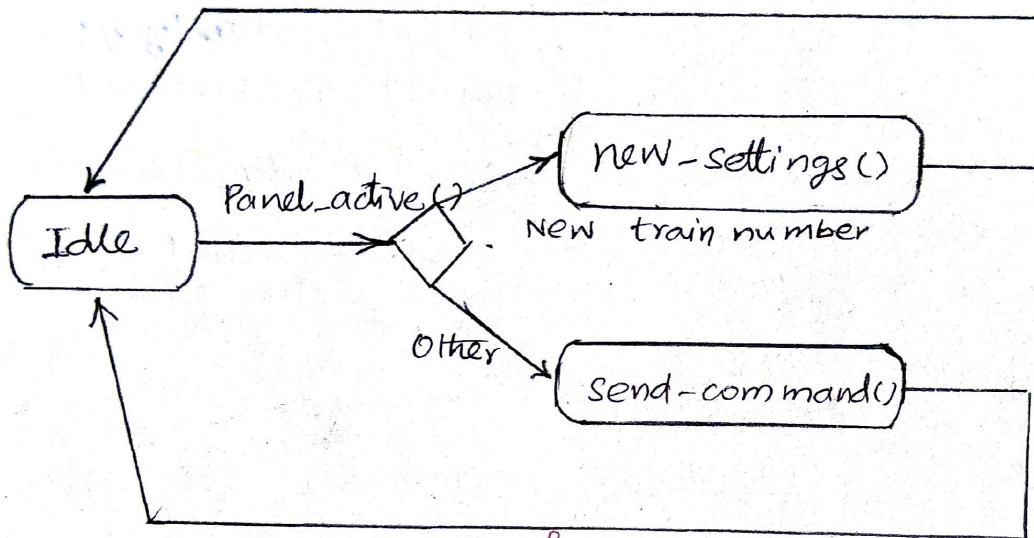 Panel_active()
new-settings()
New train number
Idle
Other
send-command()